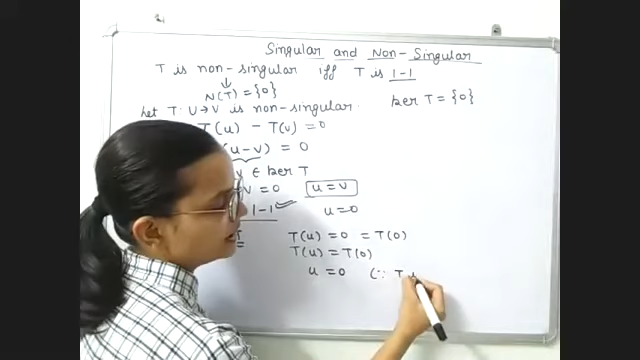 Singular and Non-Singular
T is non-singular iff T is 1-1
↓
N(T) = {0}
ker T = {0}
Let T: U→V is non-singular.
T(u) - T(v) = 0
(u-v) = 0
v ∈ ker T
v = 0 u = v
1-1 ✓ u = 0
T(u) = 0 = T(0)
T(u) = T(0)
u = 0 (∵ T